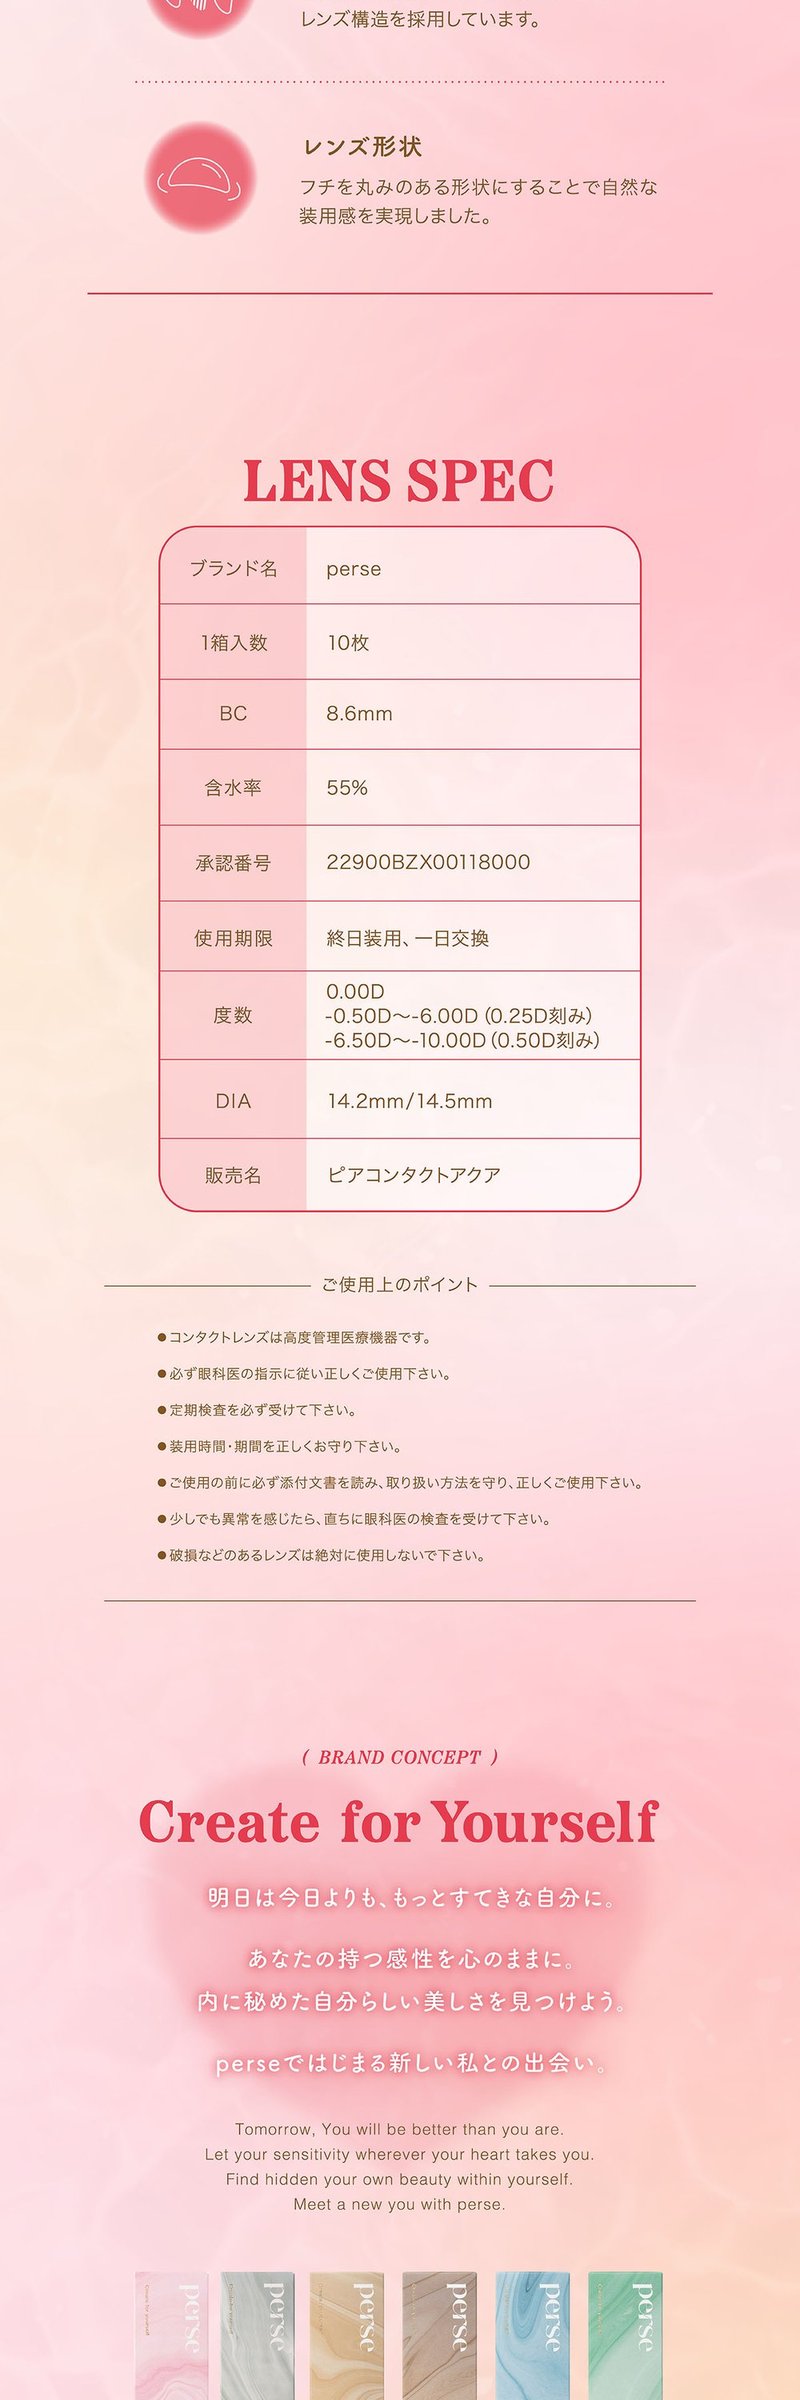 レンズ構造を採用しています。
レンズ形状
フチを丸みのある形状にすることで自然な
装用感を実現しました。
LENS SPEC
ブランド名 perse
1箱入数 10枚
BC 8.6mm
含水率 55%
承認番号 22900BZX00118000
使用期限 終日装用、一日交換
度数 0.00D
-0.50D〜-6.00D（0.25D刻み）
-6.50D〜-10.00D（0.50D刻み）
DIA 14.2mm/14.5mm
販売名 ピアコンタクトアクア
ご使用上のポイント
●コンタクトレンズは高度管理医療機器です。
●必ず眼科医の指示に従い正しくご使用下さい。
●定期検査を必ず受けて下さい。
●装用時間・期間を正しくお守り下さい。
●ご使用の前に必ず添付文書を読み、取り扱い方法を守り、正しくご使用下さい。
●少しでも異常を感じたら、直ちに眼科医の検査を受けて下さい。
●破損などのあるレンズは絶対に使用しないで下さい。
( BRAND CONCEPT )
Create for Yourself
明日は今日よりも、もっとすてきな自分に。
あなたの持つ感性を心のままに。
内に秘めた自分らしい美しさを見つけよう。
perseではじまる新しい私との出会い。
Tomorrow, You will be better than you are.
Let your sensitivity wherever your heart takes you.
Find hidden your own beauty within yourself.
Meet a new you with perse.
perse
Create for yourself
perse
Create for yourself
perse
perse
perse
perse